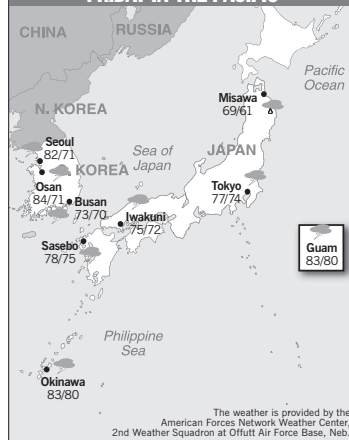 FRIDAY IN THE PACIFIC
CHINA
RUSSIA
Pacific
Ocean
Misawa
69/61
N. KOREA
Seoul
82/71
Sea of
Japan
JAPAN
KOREA
Osan
84/71
Busan
73/70
Tokyo
77/74
Iwakuni
75/72
Sasebo
78/75
Guam
83/80
Philippine
Sea
Okinawa
83/80
The weather is provided by the
American Forces Network Weather Center,
2nd Weather Squadron at Offutt Air Force Base, Neb.